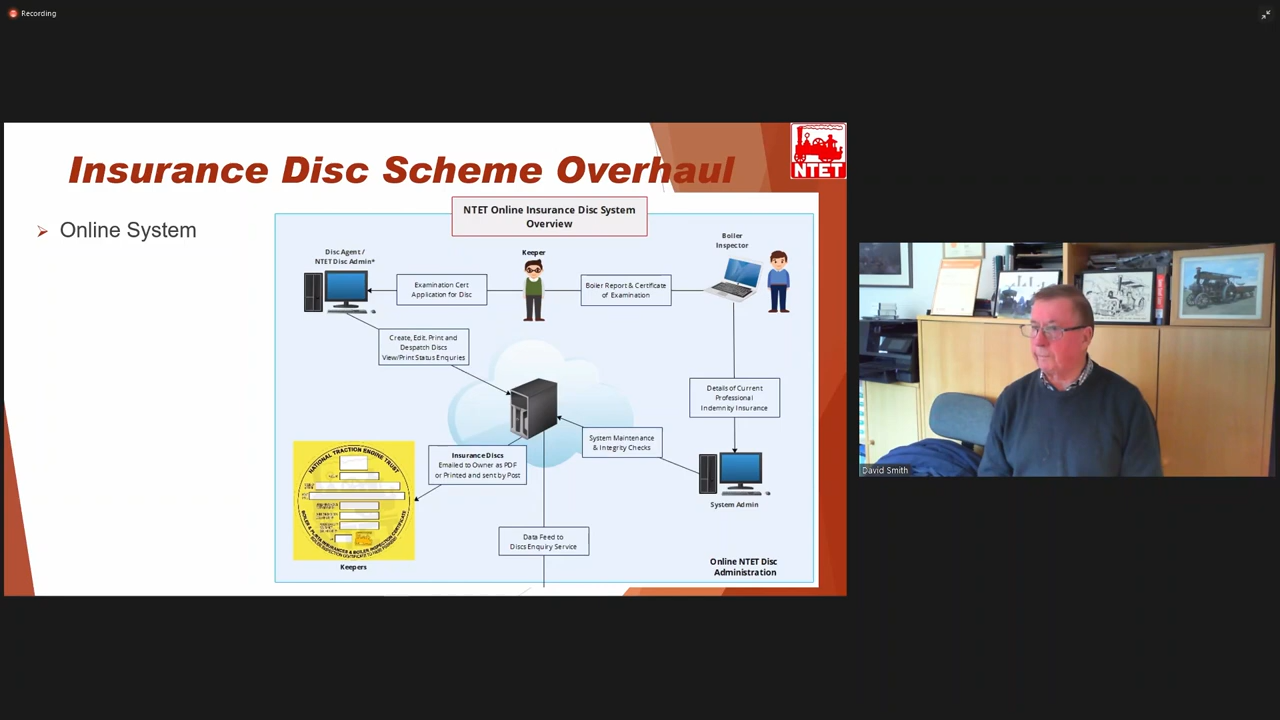 Recording
Insurance Disc Scheme Overhaul
NTET
Online System
NTET Online Insurance Disc System
Overview
Disc Agent /
NTET Disc Admin*
Keeper
Boiler
Inspector
Examination Cert
Application for Disc
Boiler Report & Certificate
of Examination
Create, Edit, Print and
Despatch Discs
View/Print Status Enquries
Details of Current
Professional
Indemnity Insurance
System Maintenance
& Integrity Checks
Insurance Discs
Emailed to Owner as PDF
or Printed and sent by Post
System Admin
NATIONAL TRACTION ENGINE TRUST
Data Feed to
Discs Enquiry Service
Keepers
Online NTET Disc
Administration
David Smith